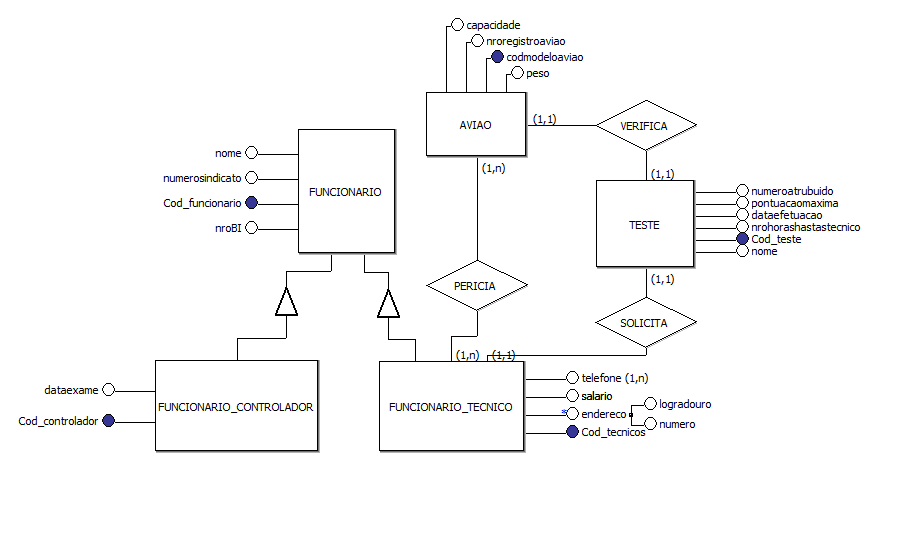 capacidade
nroregistroaviao
codmodeloaviao
peso
AVIAO
(1,1)
VERIFICA
(1,n)
(1,1)
nome
numerosindicato
Cod_funcionario
nroBI
FUNCIONARIO
TESTE
numeroatrubuido
pontuacaomaxima
dataefetuacao
nrohorashastastecnico
Cod_teste
nome
PERICIA
(1,1)
SOLICITA
(1,n)
(1,1)
dataexame
Cod_controlador
FUNCIONARIO_CONTROLADOR
FUNCIONARIO_TECNICO
telefone (1,n)
salario
* endereco
Cod_tecnicos
logradouro
numero